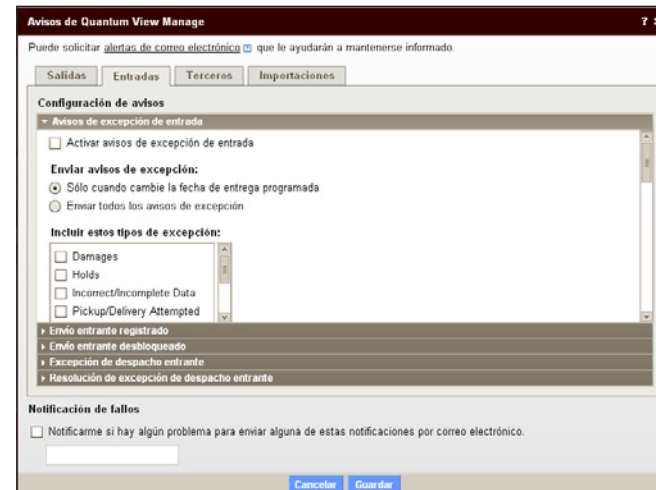 Avisos de Quantum View Manage
Puede solicitar alertas de correo electrónico que le ayudarán a mantenerse informado.
Salidas Entradas Terceros Importaciones
Configuración de avisos
Avisos de excepción de entrada
Activar avisos de excepción de entrada
Enviar avisos de excepción:
Sólo cuando cambie la fecha de entrega programada
Enviar todos los avisos de excepción
Incluir estos tipos de excepción:
Damages
Holds
Incorrect/Incomplete Data
Pickup/Delivery Attempted
Envío entrante registrado
Envío entrante desbloqueado
Excepción de despacho entrante
Resolución de excepción de despacho entrante
Notificación de fallos
Notificarme si hay algún problema para enviar alguna de estas notificaciones por correo electrónico.
Cancelar Guardar